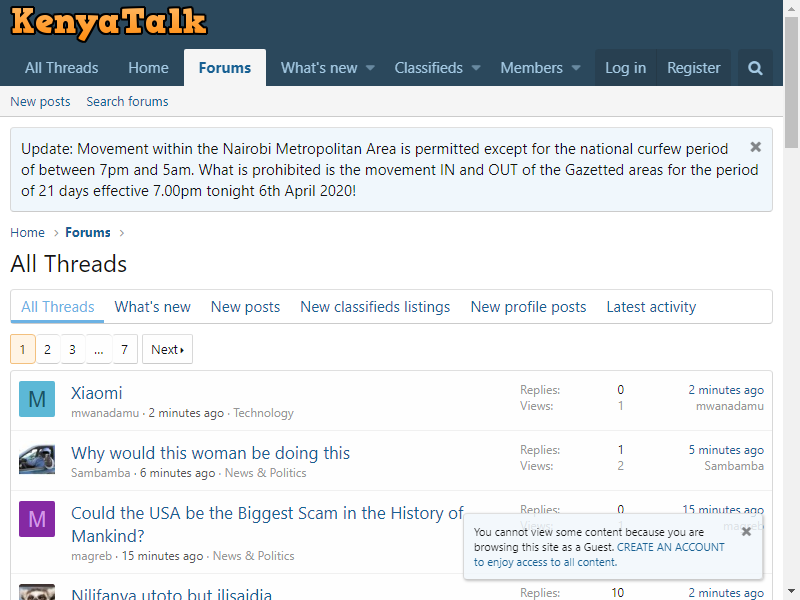 KenyaTalk
All Threads Home Forums What's new Classifieds Members Log in Register
New posts Search forums
Update: Movement within the Nairobi Metropolitan Area is permitted except for the national curfew period
of between 7pm and 5am. What is prohibited is the movement IN and OUT of the Gazetted areas for the period
of 21 days effective 7.00pm tonight 6th April 2020!
Home Forums
All Threads
All Threads What's new New posts New classifieds listings New profile posts Latest activity
1 2 3 ... 7 Next
M
Xiaomi
mwanadamu · 2 minutes ago · Technology
Replies: 0
Views: 1
2 minutes ago
mwanadamu
Why would this woman be doing this
Sambamba · 6 minutes ago · News & Politics
Replies: 1
Views: 2
5 minutes ago
Sambamba
M
Could the USA be the Biggest Scam in the History of
Mankind?
magreb · 15 minutes ago · News & Politics
Replies: 0
Views: 1
15 minutes ago
magreb
You cannot view some content because you are
browsing this site as a Guest. CREATE AN ACCOUNT
to enjoy access to all content.
Nilifanya utoto but ilisaidia
Replies: 10
2 minutes ago